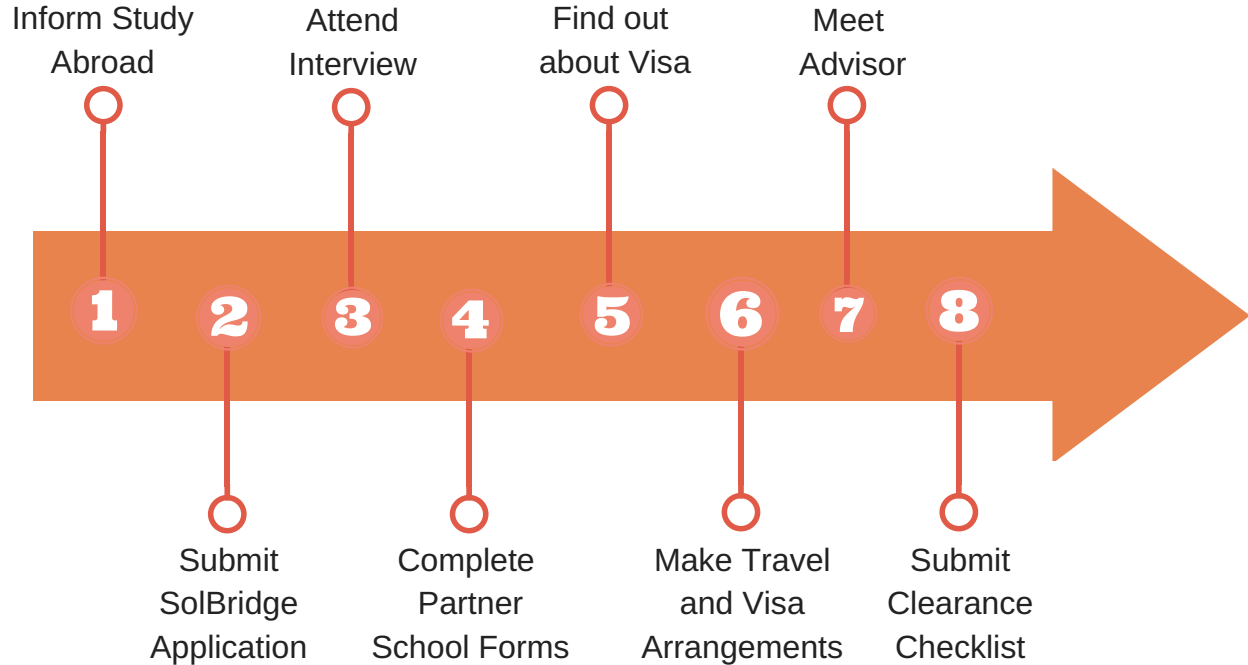 Inform Study
Abroad
Attend
Interview
Find out
about Visa
Meet
Advisor
1
2
3
4
5
6
7
8
Submit
SolBridge
Application
Complete
Partner
School Forms
Make Travel
and Visa
Arrangements
Submit
Clearance
Checklist